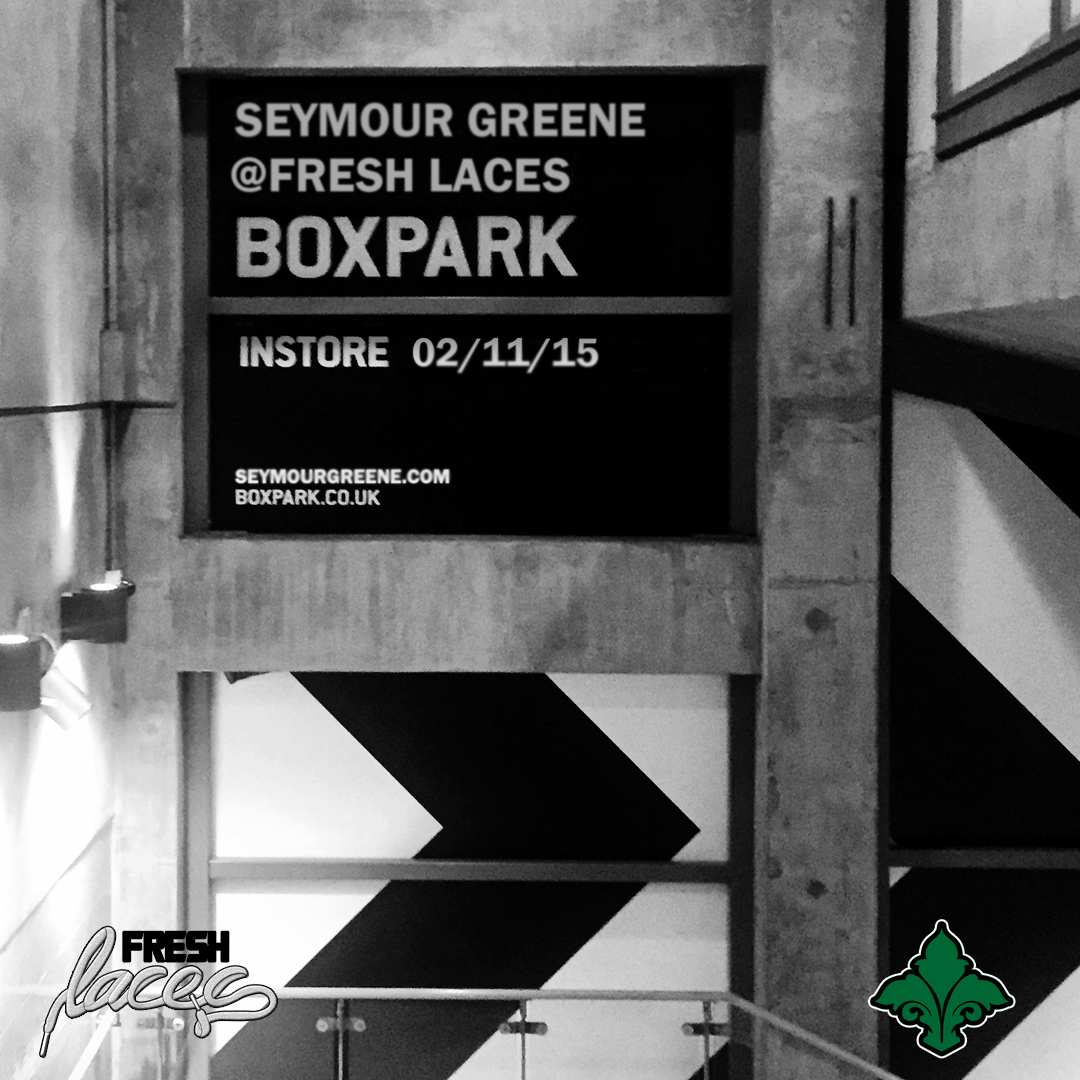 SEYMOUR GREENE
@FRESH LACES
BOXPARK
INSTORE 02/11/15
SEYMOURGREENE.COM
BOXPARK.CO.UK
FRESH
laces